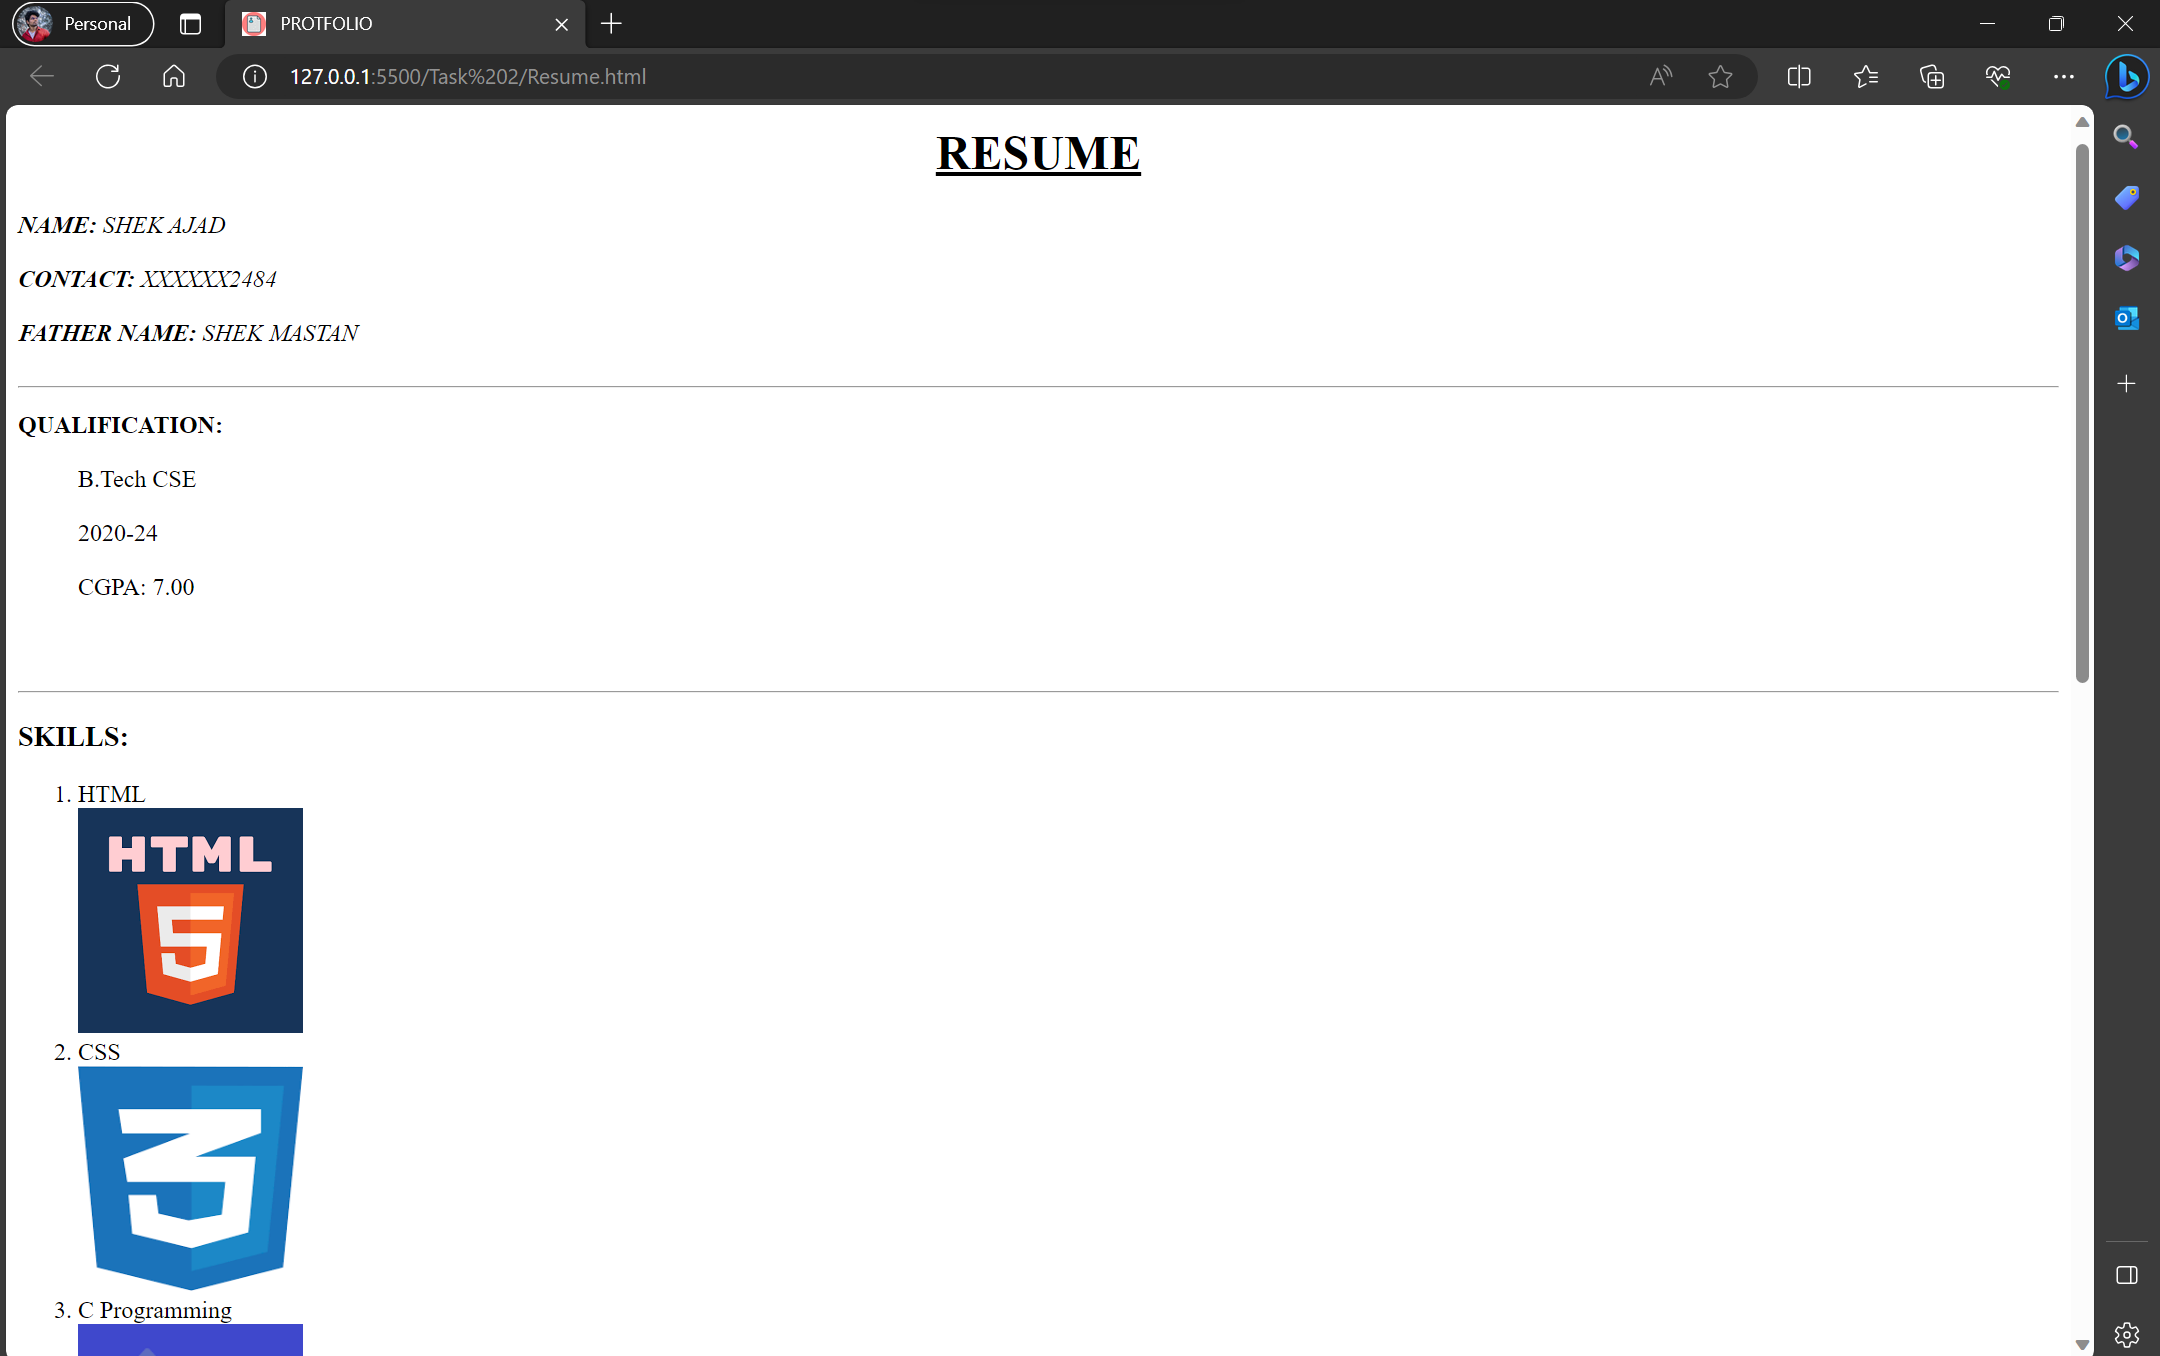 Personal
PROTFOLIO
127.0.0.1:5500/Task%202/Resume.html
RESUME
NAME: SHEK AJAD
CONTACT: XXXXXX2484
FATHER NAME: SHEK MASTAN
QUALIFICATION:
B.Tech CSE
2020-24
CGPA: 7.00
SKILLS:
1. HTML
HTML
5
2. CSS
3
3. C Programming